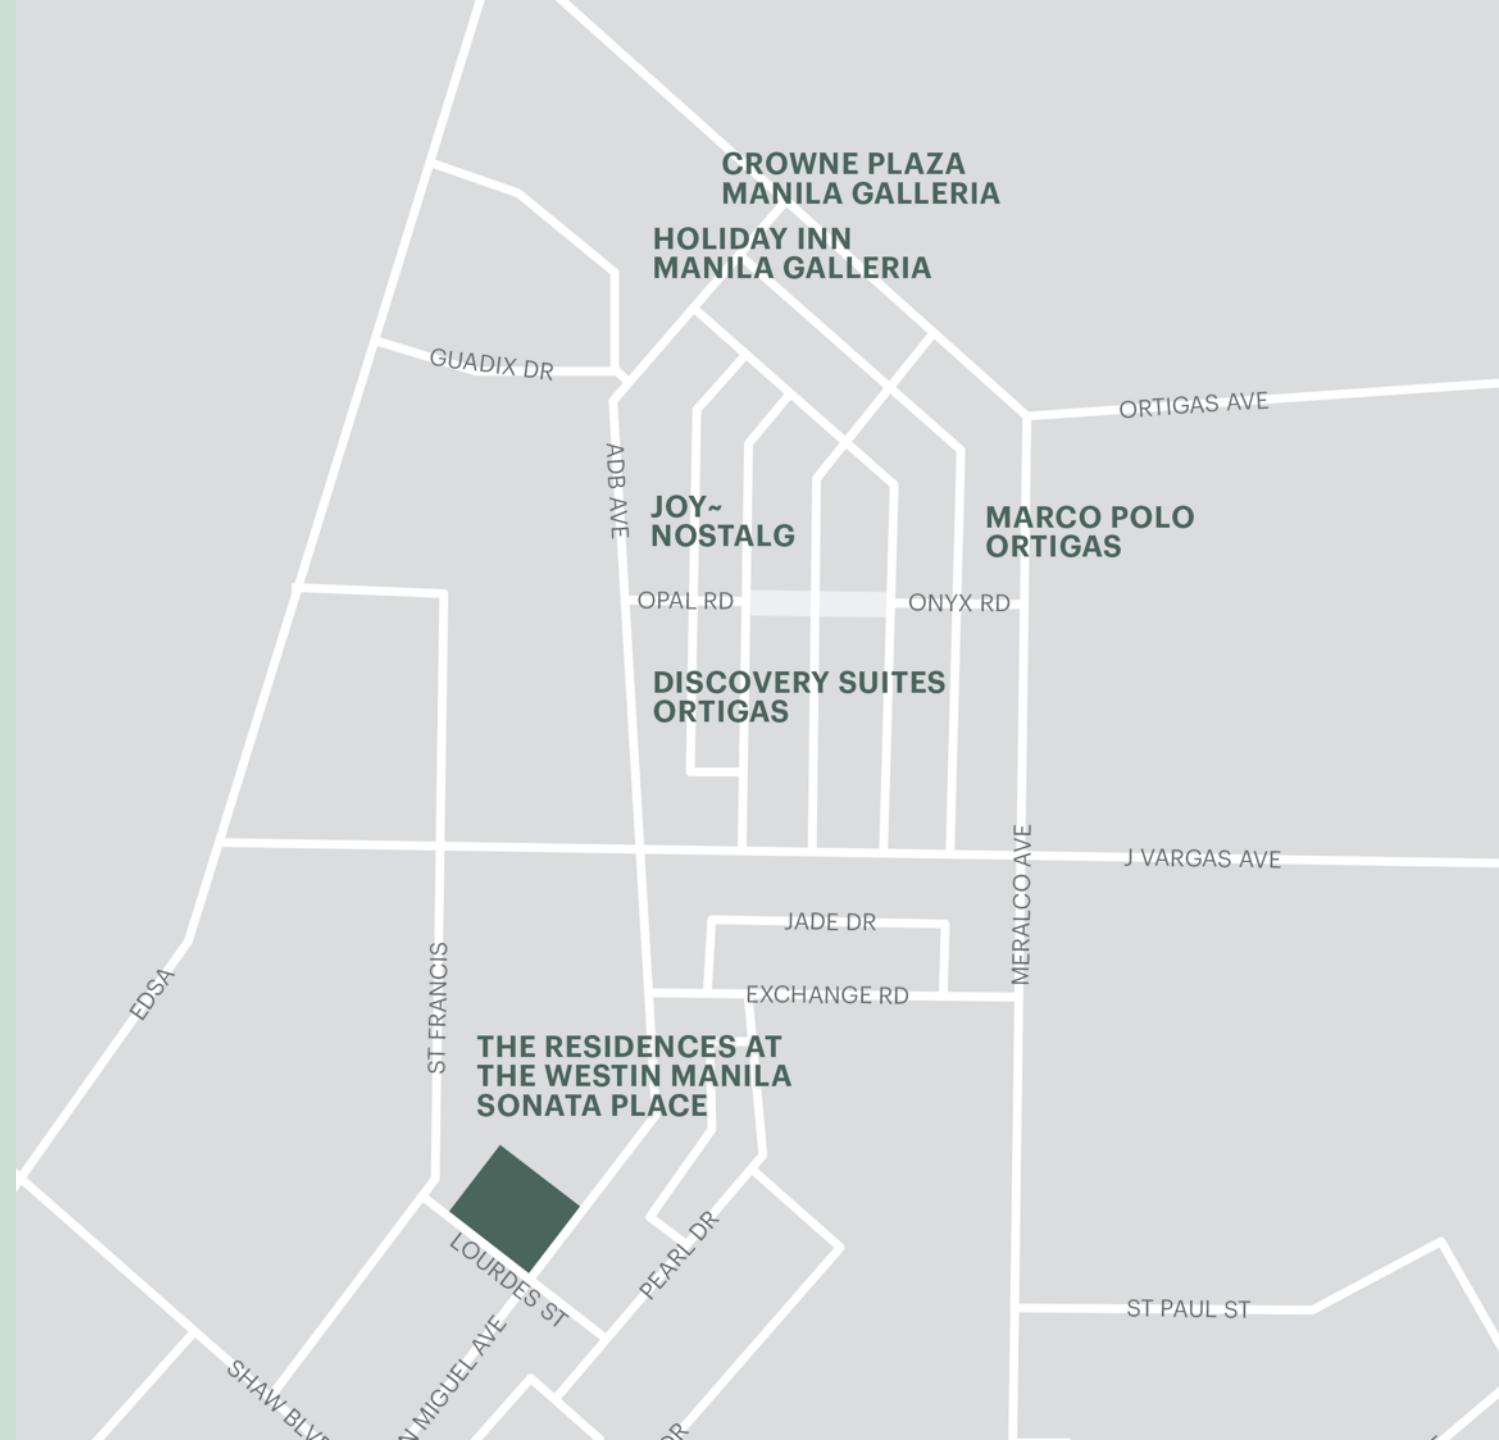 CROWNE PLAZA
MANILA GALLERIA
HOLIDAY INN
MANILA GALLERIA
GUADIX DR
ORTIGAS AVE
ADB AVE
JOY~
NOSTALG
MARCO POLO
ORTIGAS
OPAL RD
ONYX RD
DISCOVERY SUITES
ORTIGAS
J VARGAS AVE
MERALCO AVE
JADE DR
EDSA
ST FRANCIS
EXCHANGE RD
THE RESIDENCES AT
THE WESTIN MANILA
SONATA PLACE
LOURDES ST
PEARL DR
ST PAUL ST
MIGUEL AVE
SHAW
DR